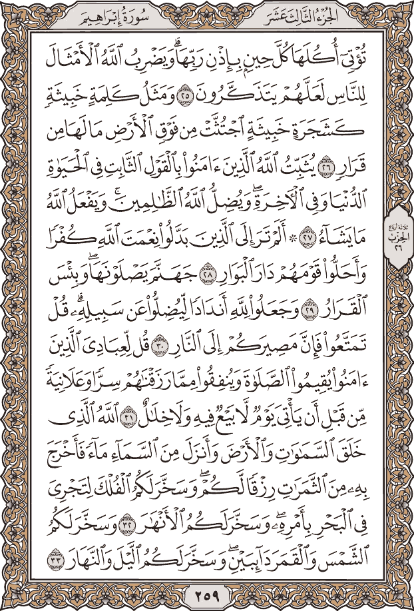 الجزء الثالث عشر
سورة إبراهيم
تُؤْتِىٓ أُكُلَهَا كُلَّ حِينٍۭ بِإِذْنِ رَبِّهَا ۗ وَيَضْرِبُ ٱللَّهُ ٱلْأَمْثَالَ
لِلنَّاسِ لَعَلَّهُمْ يَتَذَكَّرُونَ ٢٥ وَمَثَلُ كَلِمَةٍ خَبِيثَةٍ
كَشَجَرَةٍ خَبِيثَةٍ ٱجْتُثَّتْ مِن فَوْقِ ٱلْأَرْضِ مَا لَهَا مِن
قَرَارٍ ٢٦ يُثَبِّتُ ٱللَّهُ ٱلَّذِينَ ءَامَنُوا۟ بِٱلْقَوْلِ ٱلثَّابِتِ فِى ٱلْحَيَوٰةِ
ٱلدُّنْيَا وَفِى ٱلْءَاخِرَةِ ۖ وَيُضِلُّ ٱللَّهُ ٱلظَّٰلِمِينَ ۚ وَيَفْعَلُ ٱللَّهُ
مَا يَشَآءُ ٢٧ ۞ أَلَمْ تَرَ إِلَى ٱلَّذِينَ بَدَّلُوا۟ نِعْمَتَ ٱللَّهِ كُفْرًا
وَأَحَلُّوا۟ قَوْمَهُمْ دَارَ ٱلْبَوَارِ ٢٨ جَهَنَّمَ يَصْلَوْنَهَا ۖ وَبِئْسَ
ٱلْقَرَارُ ٢٩ وَجَعَلُوا۟ لِلَّهِ أَندَادًا لِّيُضِلُّوا۟ عَن سَبِيلِهِۦ ۗ قُلْ
تَمَتَّعُوا۟ فَإِنَّ مَصِيرَكُمْ إِلَى ٱلنَّارِ ٣٠ قُل لِّعِبَادِىَ ٱلَّذِينَ
ءَامَنُوا۟ يُقِيمُوا۟ ٱلصَّلَوٰةَ وَيُنفِقُوا۟ مِمَّا رَزَقْنَٰهُمْ سِرًّا وَعَلَانِيَةً
مِّن قَبْلِ أَن يَأْتِىَ يَوْمٌ لَّا بَيْعٌ فِيهِ وَلَا خِلَٰلٌ ٣١ ٱللَّهُ ٱلَّذِى
خَلَقَ ٱلسَّمَٰوَٰتِ وَٱلْأَرْضَ وَأَنزَلَ مِنَ ٱلسَّمَآءِ مَآءً فَأَخْرَجَ
بِهِۦ مِنَ ٱلثَّمَرَٰتِ رِزْقًا لَّكُمْ ۖ وَسَخَّرَ لَكُمُ ٱلْفُلْكَ لِتَجْرِىَ
فِى ٱلْبَحْرِ بِأَمْرِهِۦ ۖ وَسَخَّرَ لَكُمُ ٱلْأَنْهَٰرَ ٣٢ وَسَخَّرَ لَكُمُ
ٱلشَّمْسَ وَٱلْقَمَرَ دَآئِبَيْنِ ۖ وَسَخَّرَ لَكُمُ ٱلَّيْلَ وَٱلنَّهَارَ ٣٣
الحزب
٢٦
٢٥٩